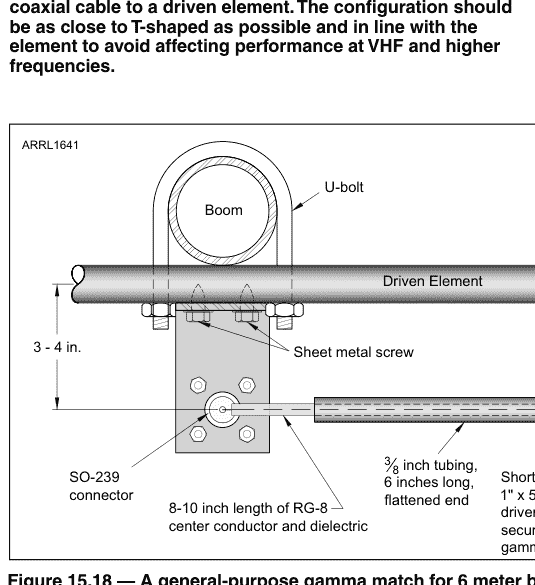 coaxial cable to a driven element. The configuration should
be as close to T-shaped as possible and in line with the
element to avoid affecting performance at VHF and higher
frequencies.
ARRL1641
U-bolt
Boom
Driven Element
3 - 4 in.
Sheet metal screw
SO-239
connector
8-10 inch length of RG-8
center conductor and dielectric
3/8 inch tubing,
6 inches long,
flattened end
Short
1" x 5
driven
secur
gamm
Figure 15.18 — A general-purpose gamma match for 6 meter b